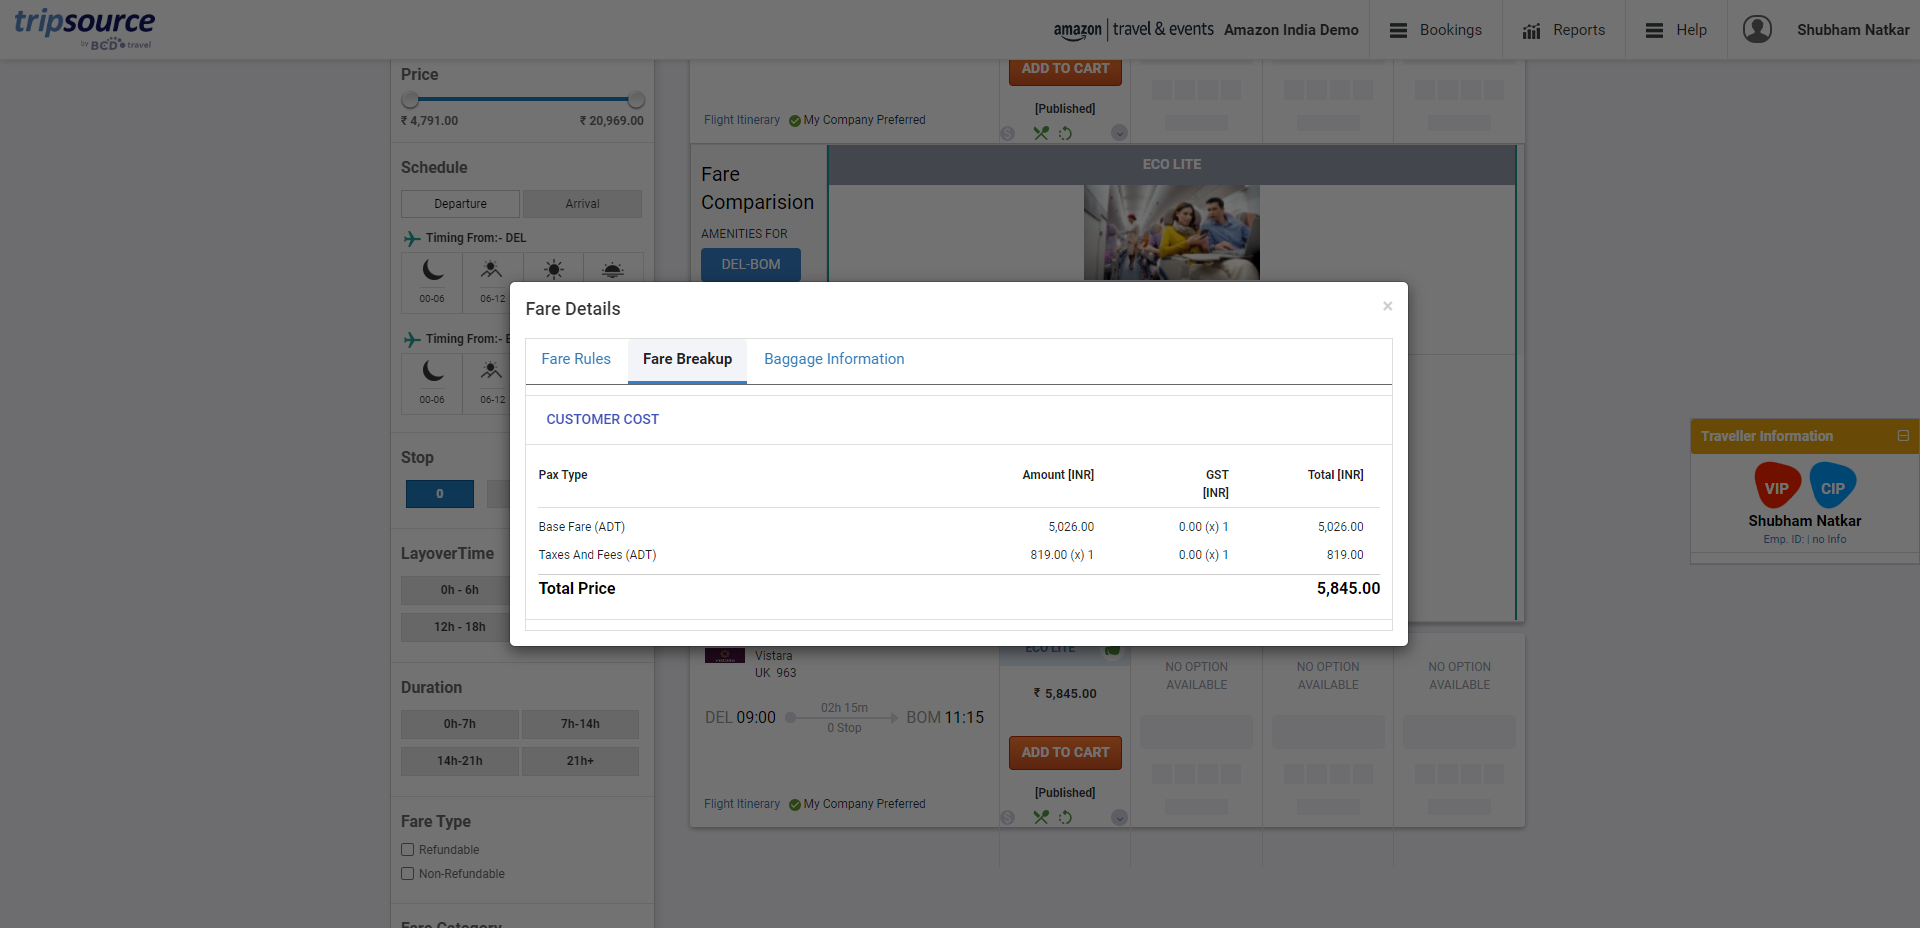 tripsource
by BCD travel
amazon travel & events Amazon India Demo
Bookings
Reports
Help
Shubham Natkar
Price
₹ 4,791.00 ₹ 20,969.00
Schedule
Departure Arrival
Timing From:- DEL
00-06 06-12
Timing From:-
00-06 06-12
Stop
0
LayoverTime
0h - 6h
12h - 18h
Duration
0h-7h 7h-14h
14h-21h 21h+
Fare Type
Refundable
Non-Refundable
Fare Category
ADD TO CART
[Published]
Flight Itinerary My Company Preferred
Fare
Comparision
AMENITIES FOR
DEL-BOM
ECO LITE
Fare Details ×
Fare Rules Fare Breakup Baggage Information
CUSTOMER COST
Pax Type Amount [INR] GST [INR] Total [INR]
Base Fare (ADT) 5,026.00 0.00 (x) 1 5,026.00
Taxes And Fees (ADT) 819.00 (x) 1 0.00 (x) 1 819.00
Total Price 5,845.00
Vistara
UK 963
DEL 09:00 02h 15m BOM 11:15
0 Stop
Flight Itinerary My Company Preferred
ECO LITE
₹ 5,845.00
ADD TO CART
[Published]
NO OPTION AVAILABLE
NO OPTION AVAILABLE
NO OPTION AVAILABLE
Traveller Information
VIP CIP
Shubham Natkar
Emp. ID: | no Info